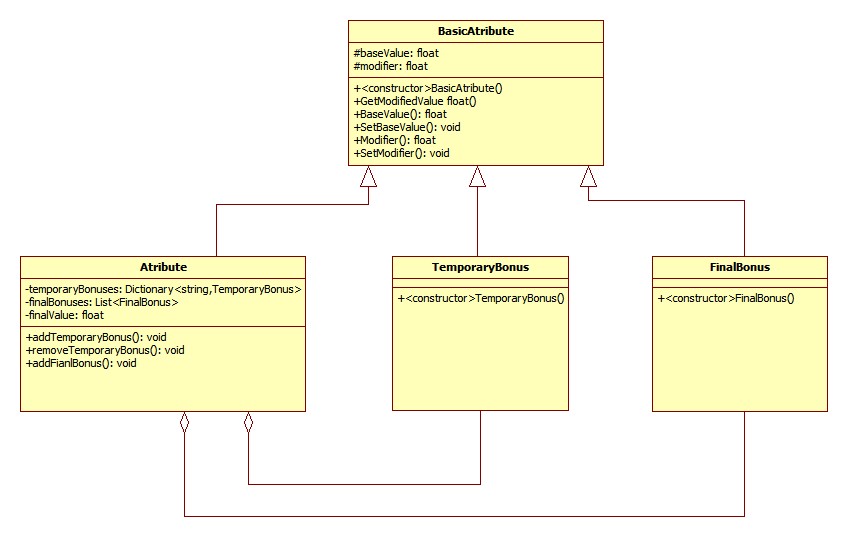 BasicAtribute
#baseValue: float
#modifier: float
+<constructor>BasicAtribute()
+GetModifiedValue float()
+BaseValue(): float
+SetBaseValue(): void
+Modifier(): float
+SetModifier(): void
Atribute
-temporaryBonuses: Dictionary<string,TemporaryBonus>
-finalBonuses: List<FinalBonus>
-finalValue: float
+addTemporaryBonus(): void
+removeTemporaryBonus(): void
+addFianlBonus(): void
TemporaryBonus
+<constructor>TemporaryBonus()
FinalBonus
+<constructor>FinalBonus()